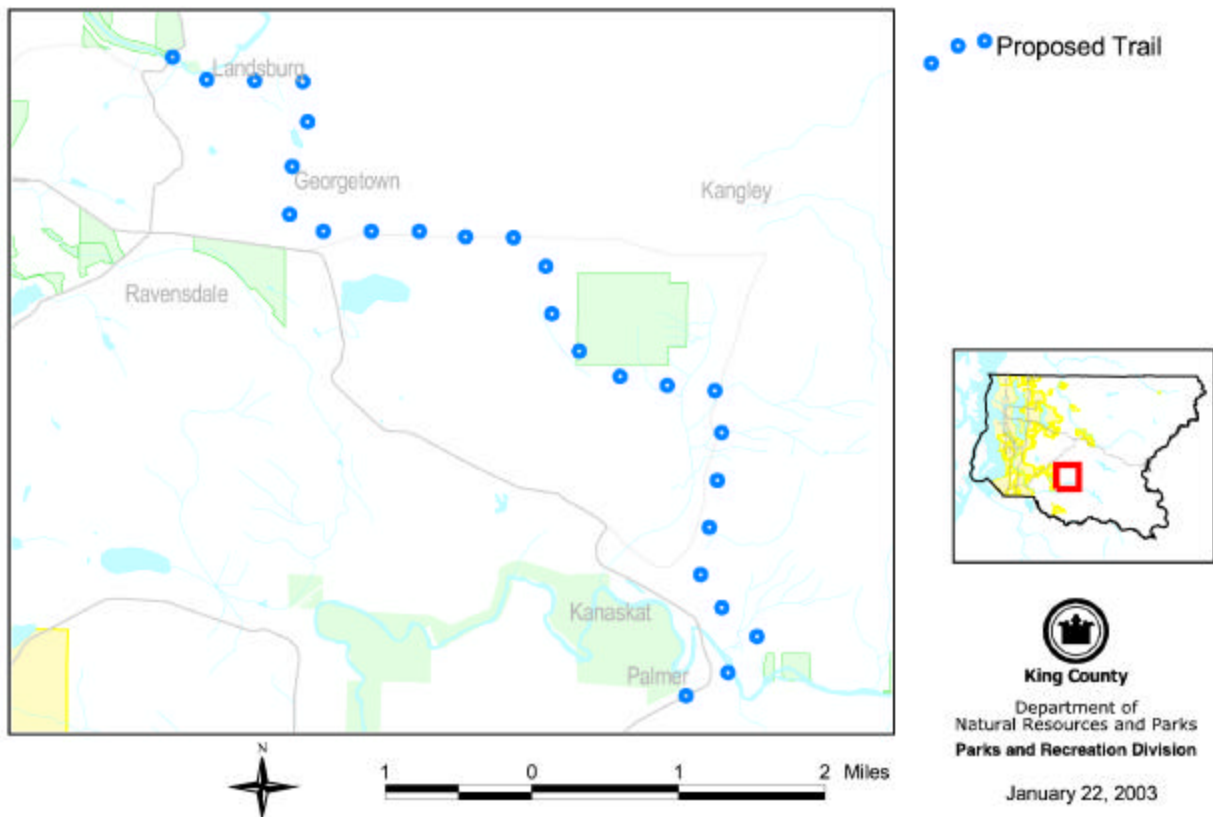 Proposed Trail
Landsburg
Georgetown
Kangley
Ravensdale
Kanaskat
Palmer
King County
Department of
Natural Resources and Parks
Parks and Recreation Division
January 22, 2003
N
1 0 1 2 Miles